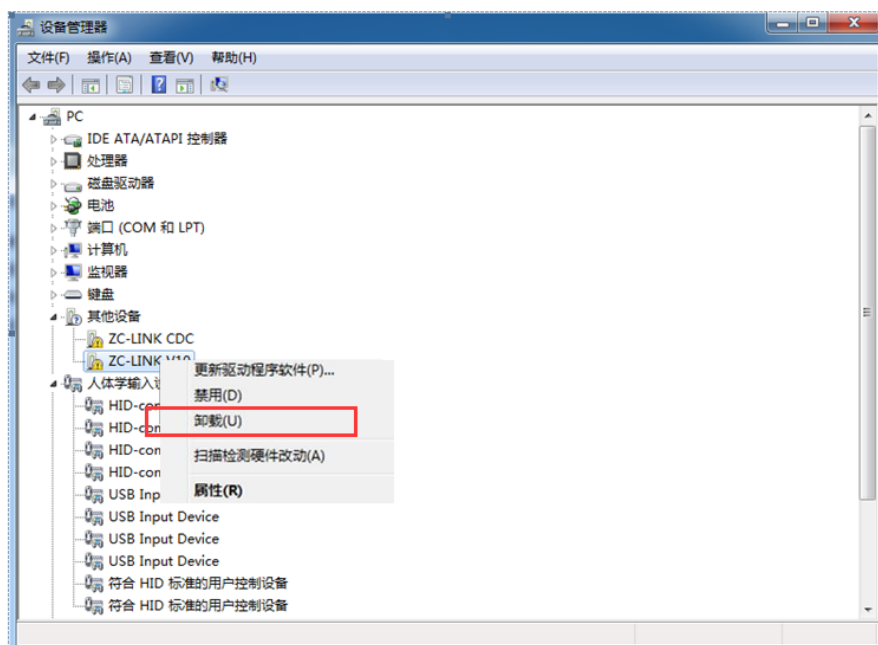 设备管理器
文件(F) 操作(A) 查看(V) 帮助(H)
PC
IDE ATA/ATAPI 控制器
处理器
磁盘驱动器
电池
端口 (COM 和 LPT)
计算机
监视器
键盘
其他设备
ZC-LINK CDC
ZC-LINK V10
更新驱动程序软件(P)...
禁用(D)
卸载(U)
扫描检测硬件改动(A)
属性(R)
人体学输入
HID-con
HID-con
HID-con
HID-con
USB Inp
USB Input Device
USB Input Device
USB Input Device
符合 HID 标准的用户控制设备
符合 HID 标准的用户控制设备